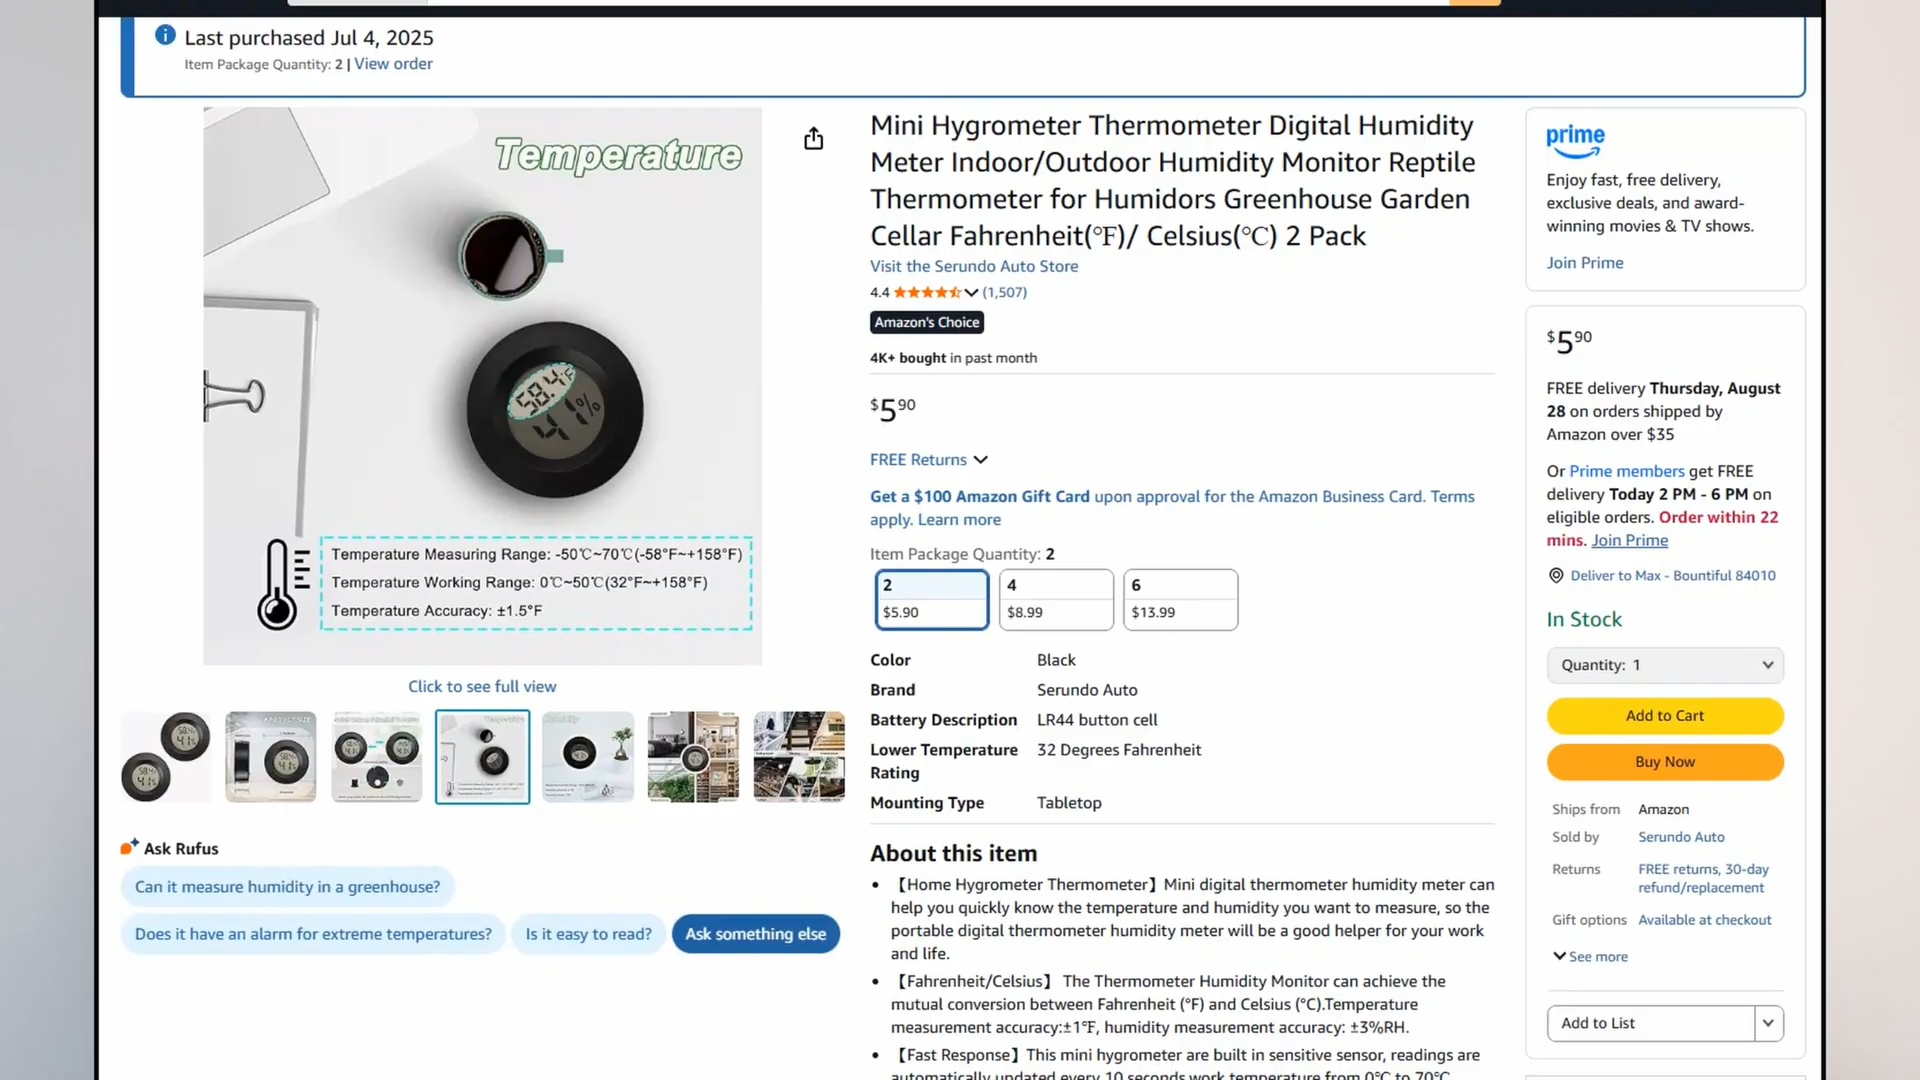 Last purchased Jul 4, 2025
Item Package Quantity: 2 | View order
Temperature
58.4°F
41%
Temperature Measuring Range: -50℃~70℃(-58°F~+158°F)
Temperature Working Range: 0℃~50℃(32°F~+158°F)
Temperature Accuracy: ±1.5°F
Click to see full view
Ask Rufus
Can it measure humidity in a greenhouse?
Does it have an alarm for extreme temperatures?
Is it easy to read?
Ask something else
Mini Hygrometer Thermometer Digital Humidity
Meter Indoor/Outdoor Humidity Monitor Reptile
Thermometer for Humidors Greenhouse Garden
Cellar Fahrenheit(℉)/ Celsius(℃) 2 Pack
Visit the Serundo Auto Store
4.4 (1,507)
Amazon's Choice
4K+ bought in past month
$5 90
FREE Returns
Get a $100 Amazon Gift Card upon approval for the Amazon Business Card. Terms
apply. Learn more
Item Package Quantity: 2
2
$5.90
4
$8.99
6
$13.99
Color Black
Brand Serundo Auto
Battery Description LR44 button cell
Lower Temperature Rating 32 Degrees Fahrenheit
Mounting Type Tabletop
About this item
【Home Hygrometer Thermometer】Mini digital thermometer humidity meter can
help you quickly know the temperature and humidity you want to measure, so the
portable digital thermometer humidity meter will be a good helper for your work
and life.
【Fahrenheit/Celsius】 The Thermometer Humidity Monitor can achieve the
mutual conversion between Fahrenheit (°F) and Celsius (°C).Temperature
measurement accuracy:±1℉, humidity measurement accuracy: ±3%RH.
【Fast Response】This mini hygrometer are built in sensitive sensor, readings are
automatically updated every 10 seconds work temperature from 0℃ to 70℃
prime
Enjoy fast, free delivery,
exclusive deals, and award-
winning movies & TV shows.
Join Prime
$5 90
FREE delivery Thursday, August
28 on orders shipped by
Amazon over $35
Or Prime members get FREE
delivery Today 2 PM - 6 PM on
eligible orders. Order within 22
mins. Join Prime
Deliver to Max - Bountiful 84010
In Stock
Quantity: 1
Add to Cart
Buy Now
Ships from Amazon
Sold by Serundo Auto
Returns FREE returns, 30-day
refund/replacement
Gift options Available at checkout
See more
Add to List